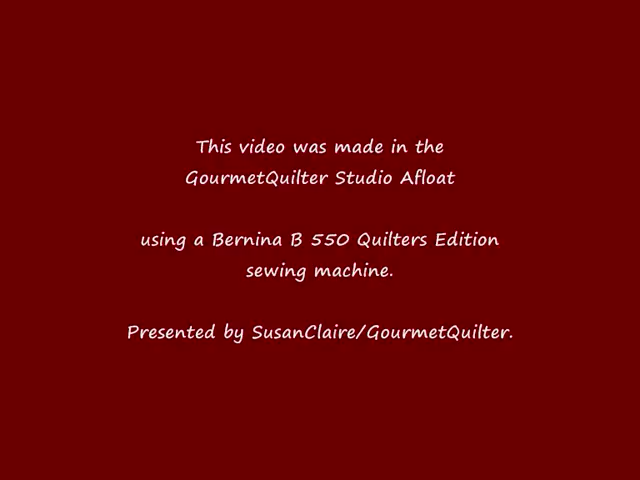 This video was made in the
GourmetQuilter Studio Afloat
using a Bernina B 550 Quilters Edition
sewing machine.
Presented by SusanClaire/GourmetQuilter.